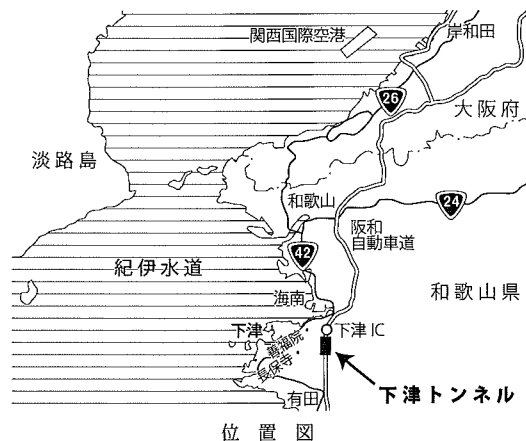 関西国際空港
岸和田
26
大阪府
淡路島
和歌山
24
阪和
自動車道
42
紀伊水道
和歌山県
海南
下津
下津IC
善福院
長保寺
有田
下津トンネル
位置図